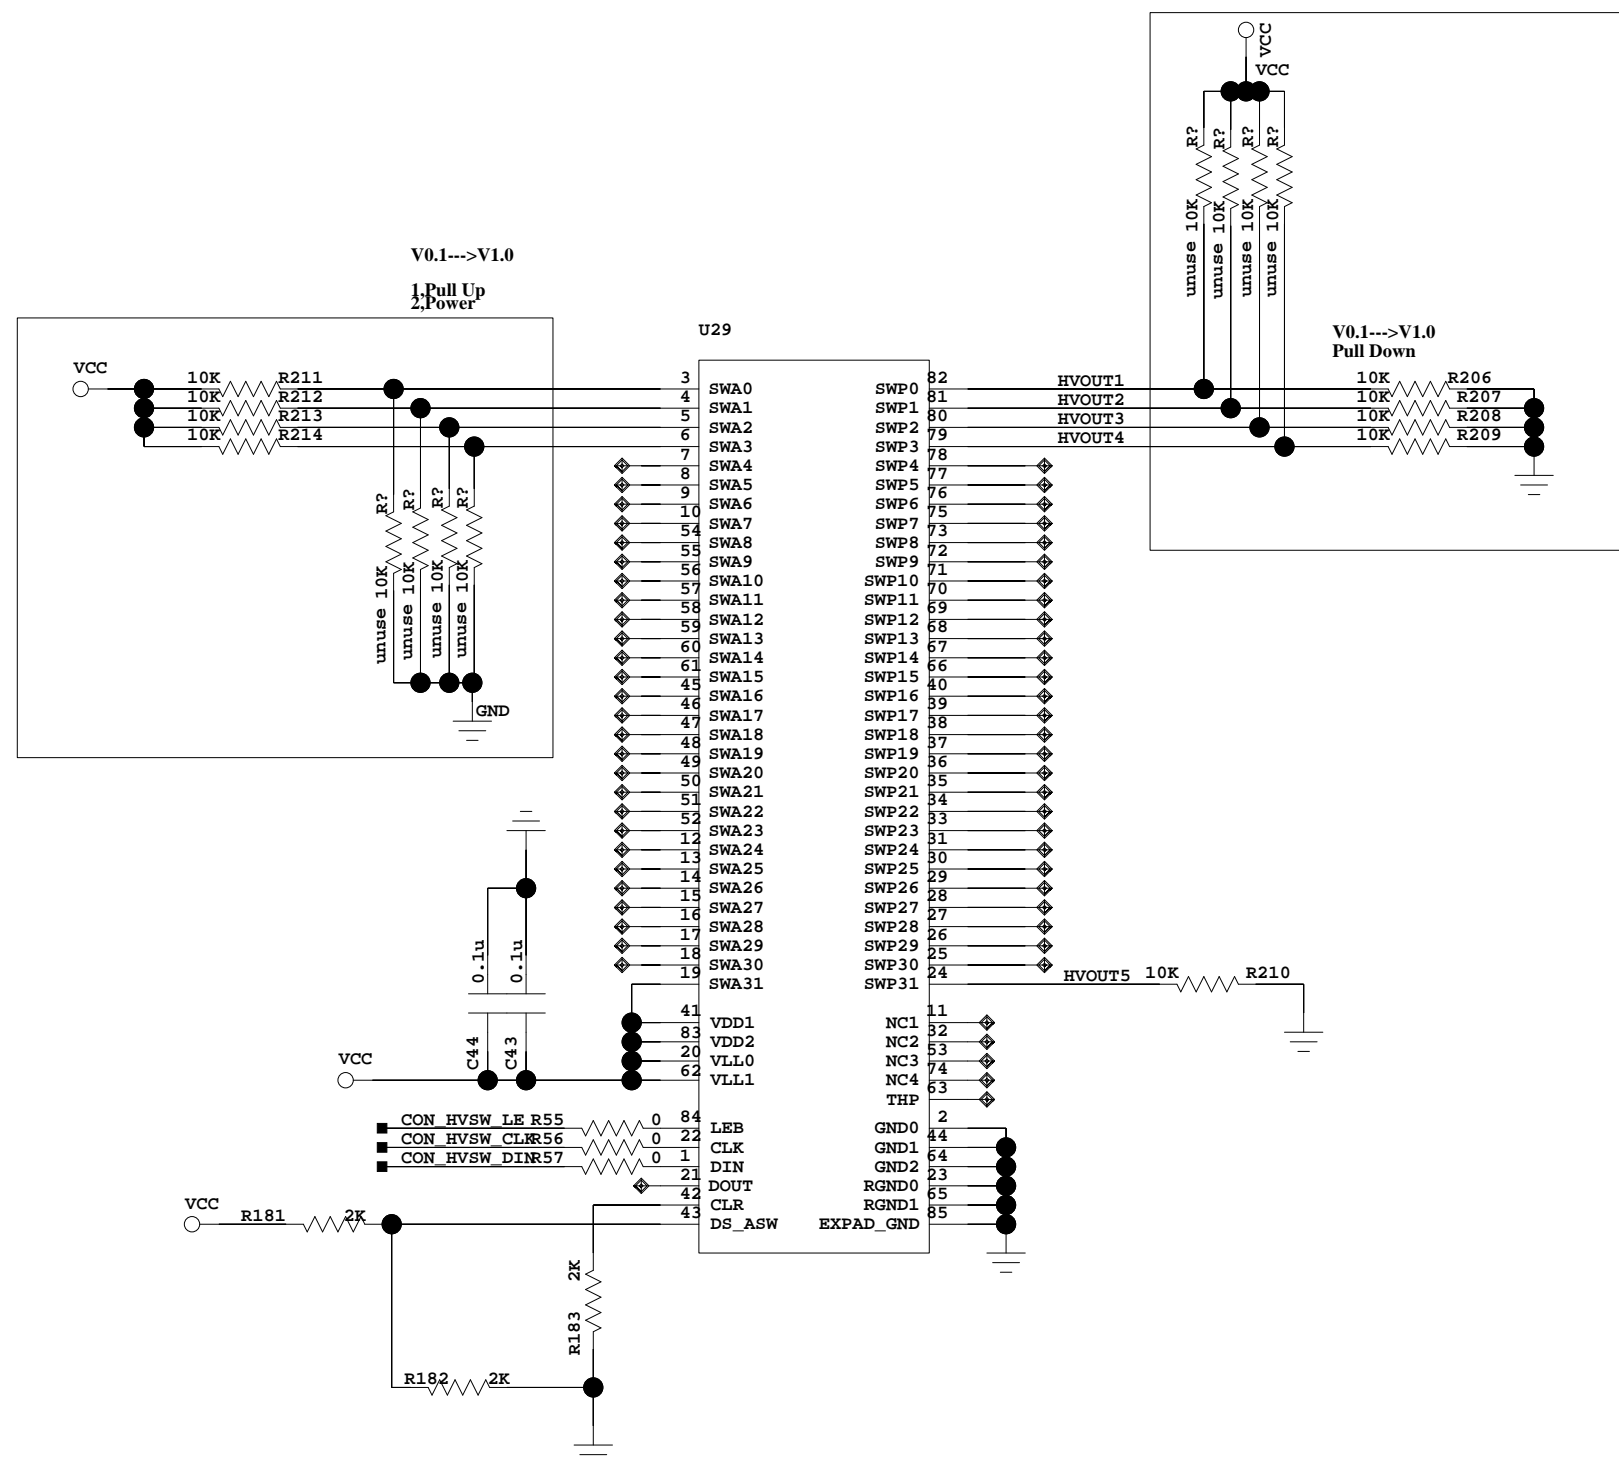 VCC
VCC
R? R? R? R?
unuse 10K unuse 10K unuse 10K unuse 10K
V0.1--->V1.0
1,Pull Up
2,Power
V0.1--->V1.0
Pull Down
U29
VCC
10K R211 3 SWA0 SWP0 82 HVOUT1 10K R206
10K R212 4 SWA1 SWP1 81 HVOUT2 10K R207
10K R213 5 SWA2 SWP2 80 HVOUT3 10K R208
10K R214 6 SWA3 SWP3 79 HVOUT4 10K R209
7 SWA4 SWP4 78
8 SWA5 SWP5 77
9 SWA6 SWP6 76
10 SWA7 SWP7 75
54 SWA8 SWP8 73
55 SWA9 SWP9 72
56 SWA10 SWP10 71
57 SWA11 SWP11 70
58 SWA12 SWP12 69
59 SWA13 SWP13 68
60 SWA14 SWP14 67
61 SWA15 SWP15 66
45 SWA16 SWP16 40
46 SWA17 SWP17 39
47 SWA18 SWP18 38
48 SWA19 SWP19 37
49 SWA20 SWP20 36
50 SWA21 SWP21 35
51 SWA22 SWP22 34
52 SWA23 SWP23 33
12 SWA24 SWP24 31
13 SWA25 SWP25 30
14 SWA26 SWP26 29
15 SWA27 SWP27 28
16 SWA28 SWP28 27
17 SWA29 SWP29 26
18 SWA30 SWP30 25
19 SWA31 SWP31 24 HVOUT5 10K R210
R? R? R? R?
unuse 10K unuse 10K unuse 10K unuse 10K
GND
0.1u 0.1u
C44 C43
VCC
41 VDD1 NC1 11
83 VDD2 NC2 32
20 VLL0 NC3 53
62 VLL1 NC4 74
THP 63
CON_HVSW_LE R55 0 84 LEB GND0 2
CON_HVSW_CLK R56 0 22 CLK GND1 44
CON_HVSW_DIN R57 0 1 DIN GND2 64
21 DOUT RGND0 23
42 CLR RGND1 65
VCC
R181 2K 43 DS_ASW EXPAD_GND 85
R183 2K
R182 2K